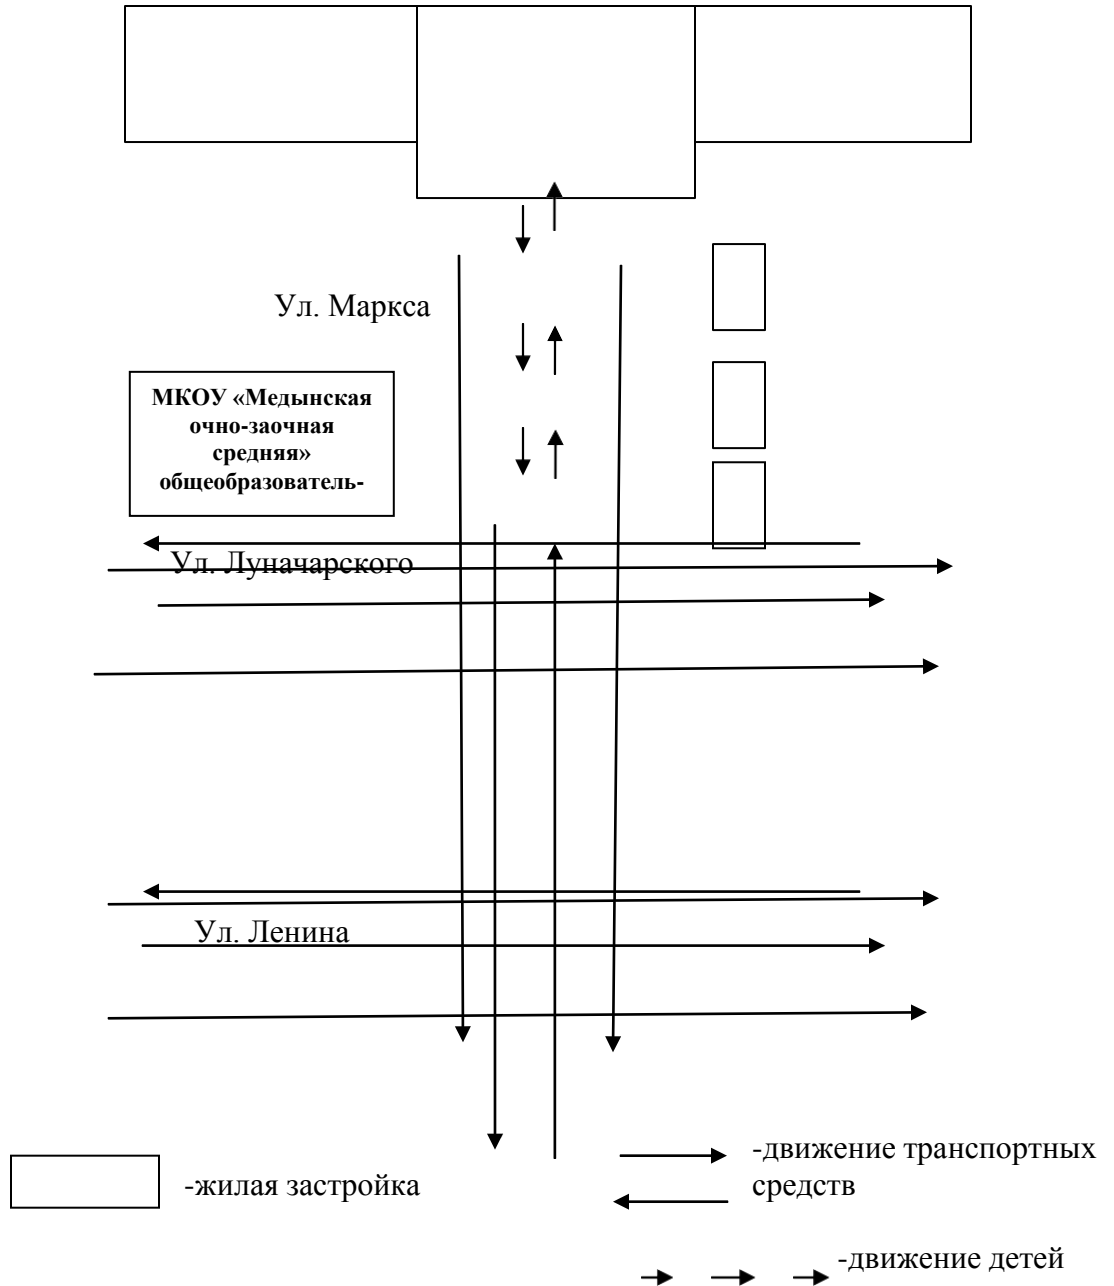 Ул. Маркса
МКОУ «Медынская
очно-заочная
средняя»
общеобразователь-
Ул. Луначарского
Ул. Ленина
-жилая застройка
-движение транспортных
средств
-движение детей